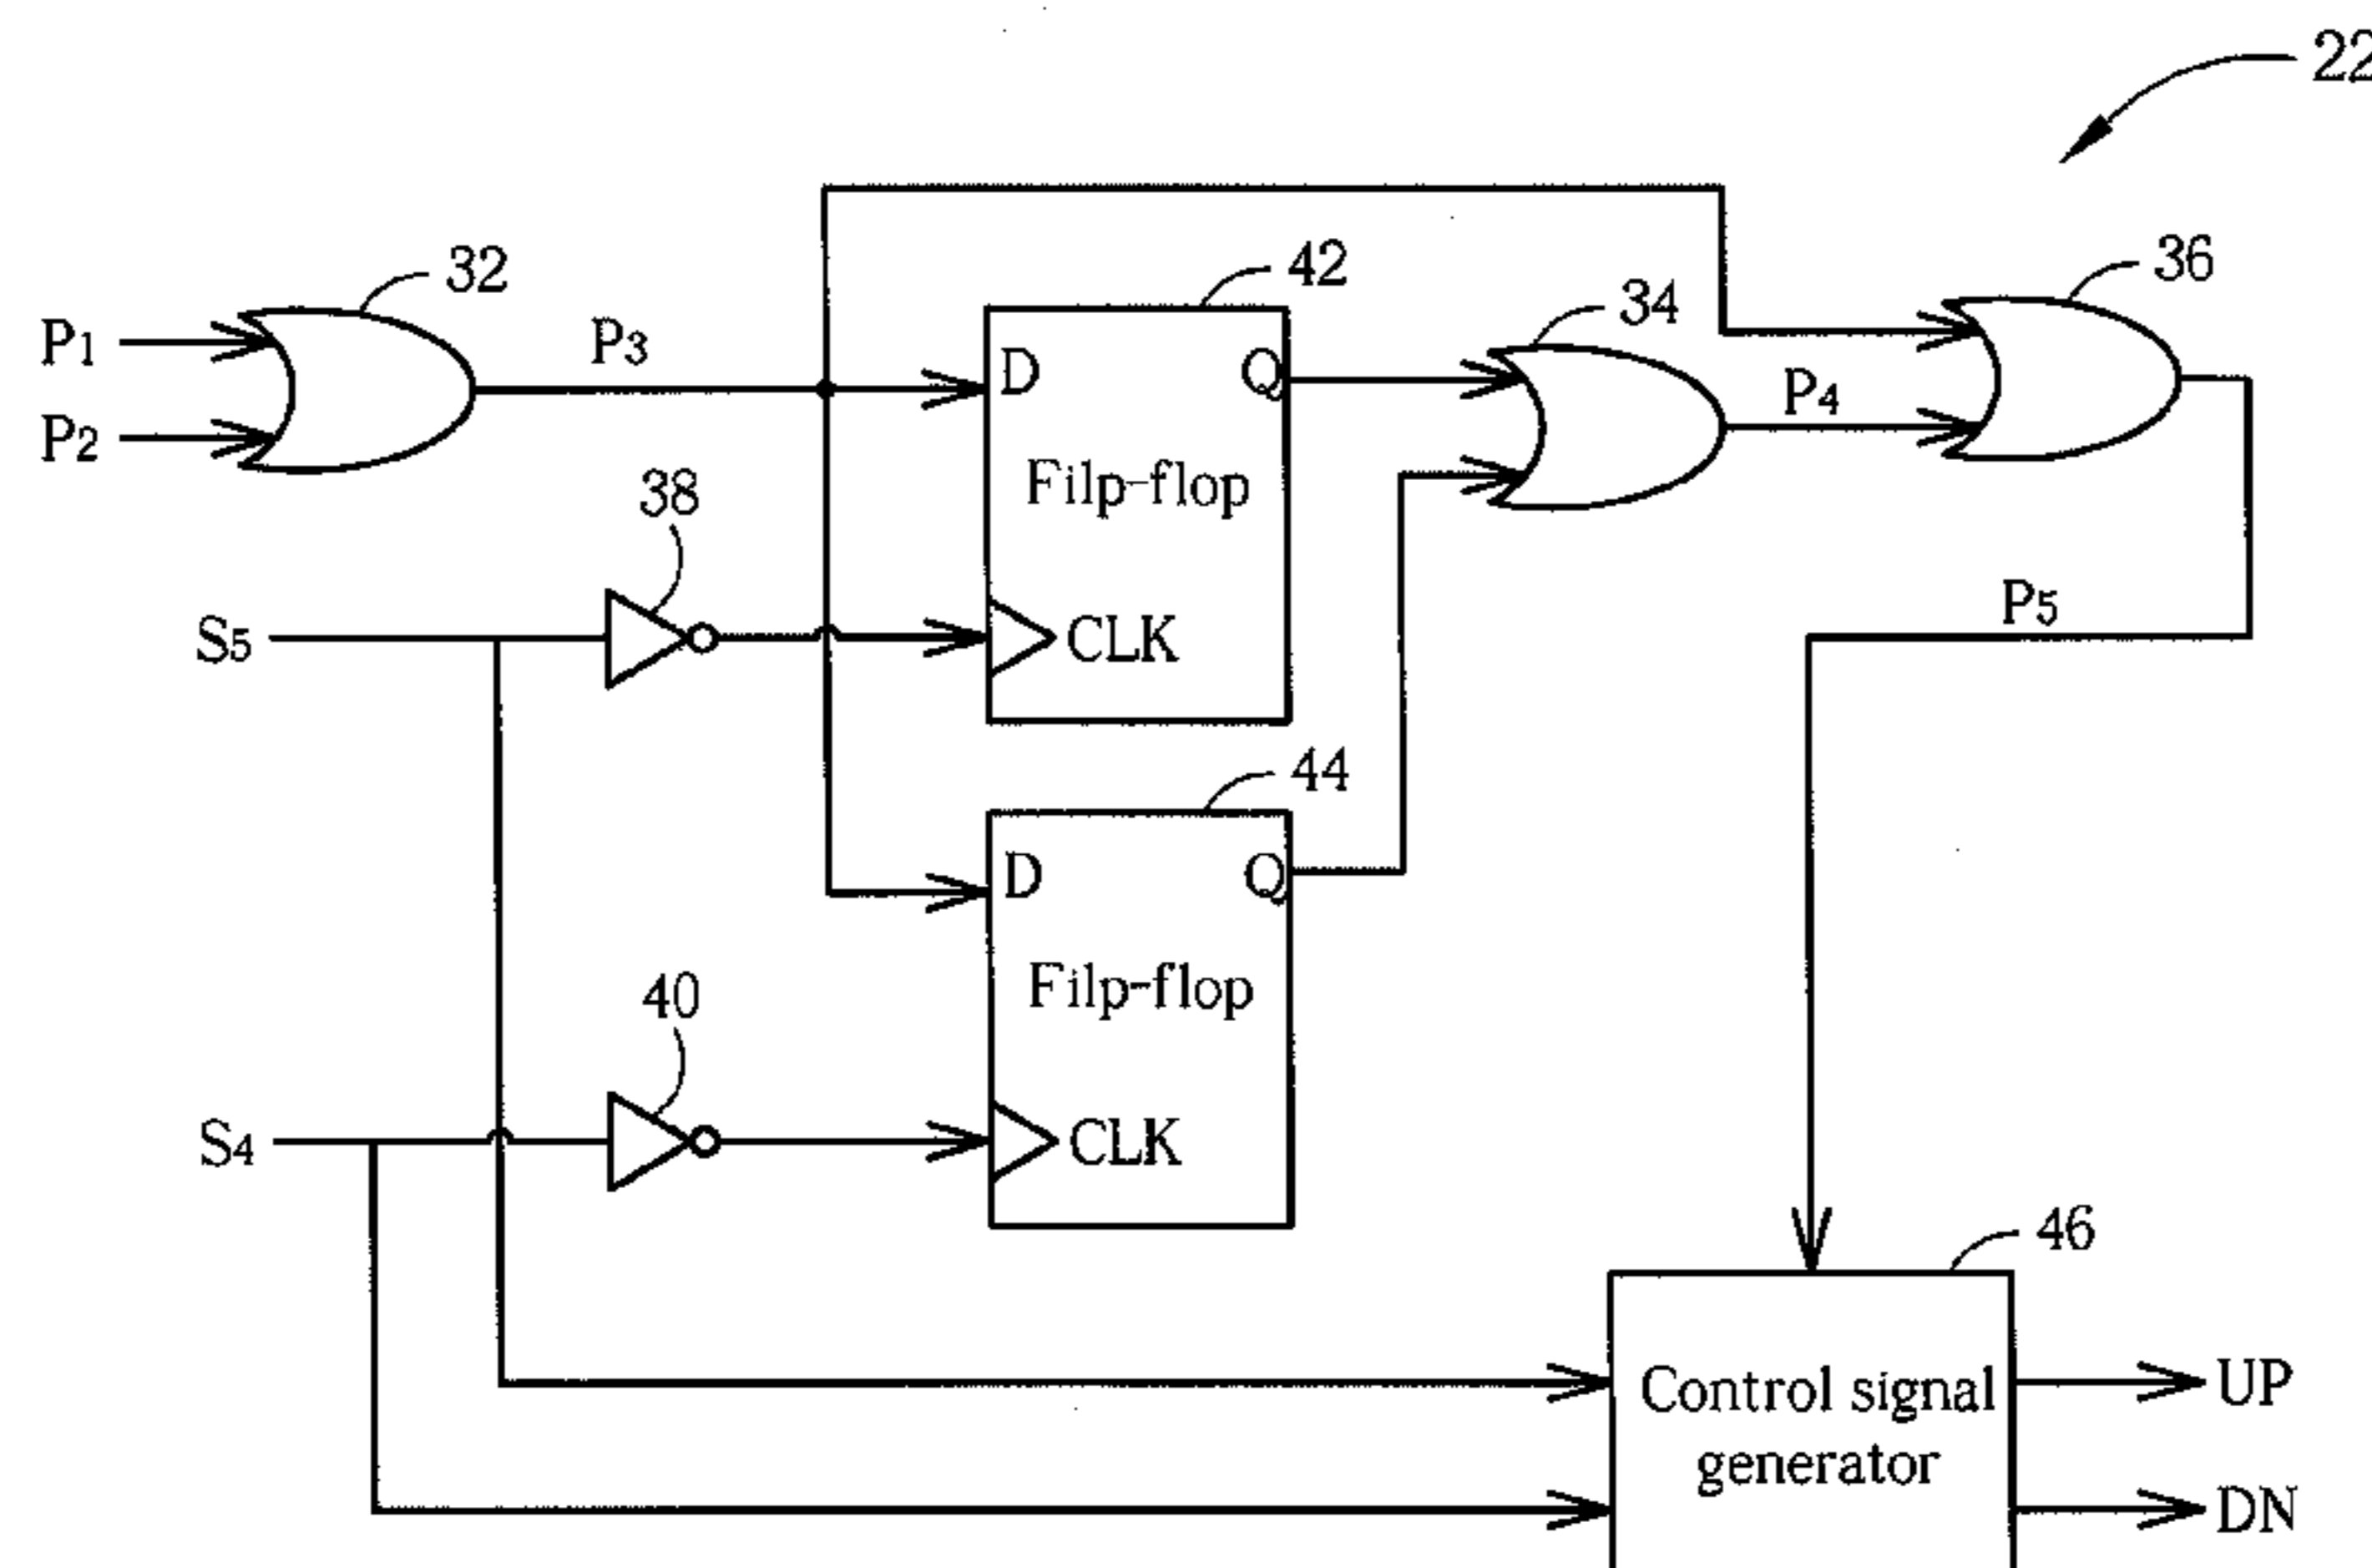 22
32
42
34
36
P1
P3
D
Q
P4
P2
38
Filp-flop
P5
S5
CLK
44
D
Q
40
Filp-flop
S4
CLK
46
Control signal
generator
UP
DN